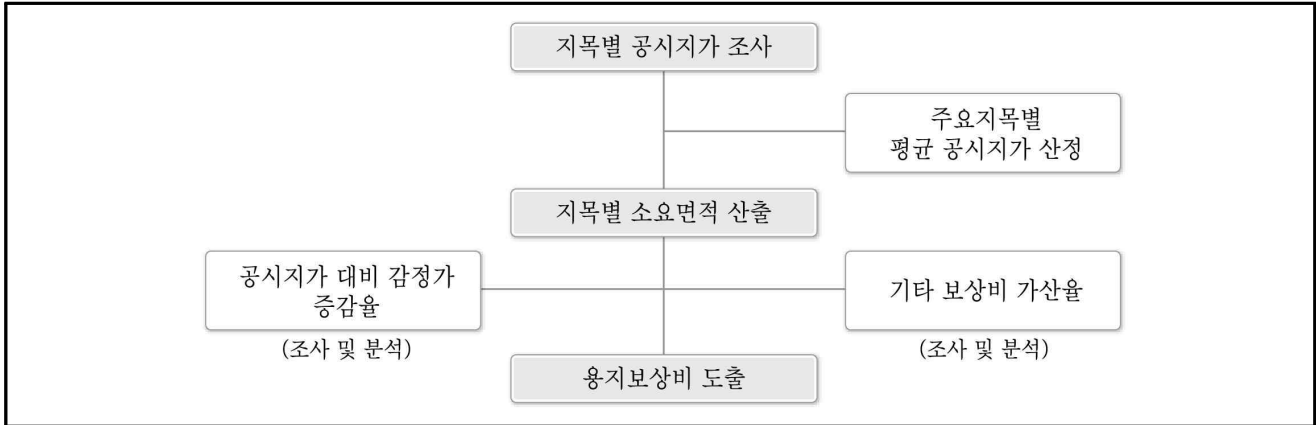 지목별 공시지가 조사
주요지목별
평균 공시지가 산정
지목별 소요면적 산출
공시지가 대비 감정가
증감율
(조사 및 분석)
기타 보상비 가산율
(조사 및 분석)
용지보상비 도출